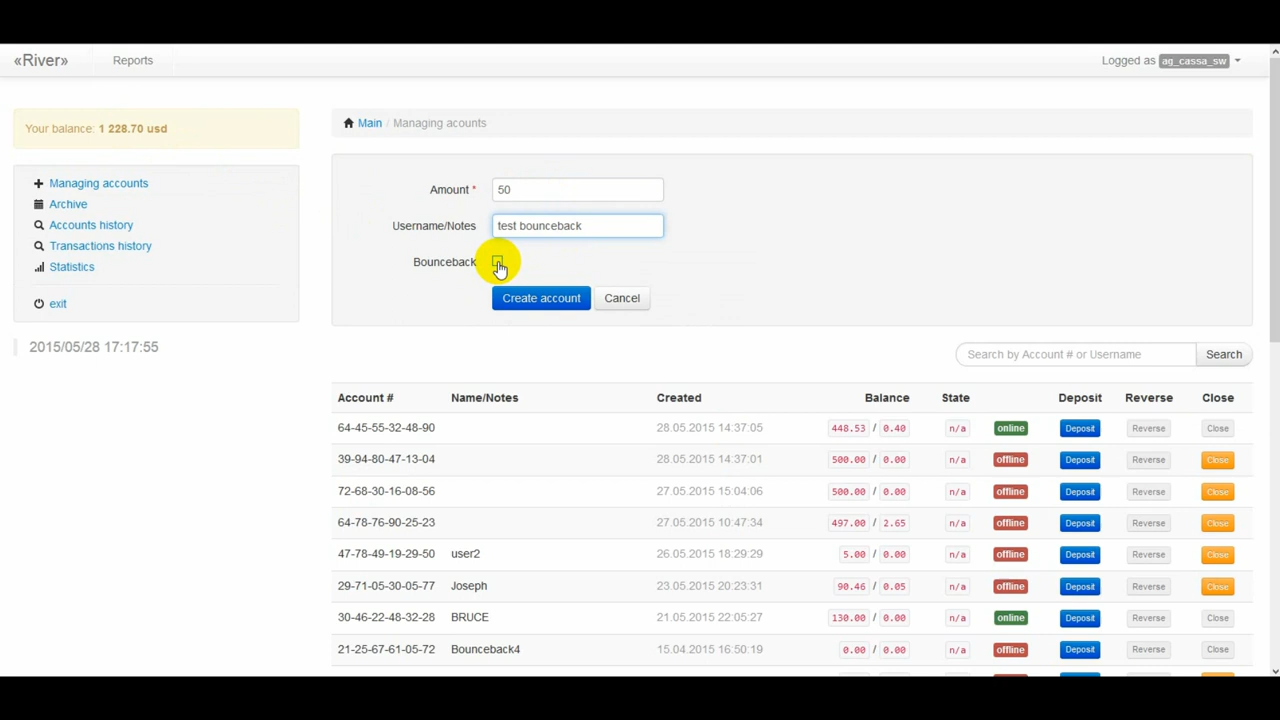 «River» Reports Logged as ag_cassa_sw
Your balance: 1 228.70 usd
Main / Managing acounts
Managing accounts
Archive
Accounts history
Transactions history
Statistics
exit
2015/05/28 17:17:55
Amount * 50
Username/Notes test bounceback
Bounceback
Create account Cancel
Search by Account # or Username Search
Account # Name/Notes Created Balance State Deposit Reverse Close
64-45-55-32-48-90 28.05.2015 14:37:05 448.53 / 0.40 n/a online Deposit Reverse Close
39-94-80-47-13-04 28.05.2015 14:37:01 500.00 / 0.00 n/a offline Deposit Reverse Close
72-68-30-16-08-56 27.05.2015 15:04:06 500.00 / 0.00 n/a offline Deposit Reverse Close
64-78-76-90-25-23 27.05.2015 10:47:34 497.00 / 2.65 n/a offline Deposit Reverse Close
47-78-49-19-29-50 user2 26.05.2015 18:29:29 5.00 / 0.00 n/a offline Deposit Reverse Close
29-71-05-30-05-77 Joseph 23.05.2015 20:23:31 90.46 / 0.05 n/a offline Deposit Reverse Close
30-46-22-48-32-28 BRUCE 21.05.2015 22:05:27 130.00 / 0.00 n/a online Deposit Reverse Close
21-25-67-61-05-72 Bounceback4 15.04.2015 16:50:19 0.00 / 0.00 n/a offline Deposit Reverse Close